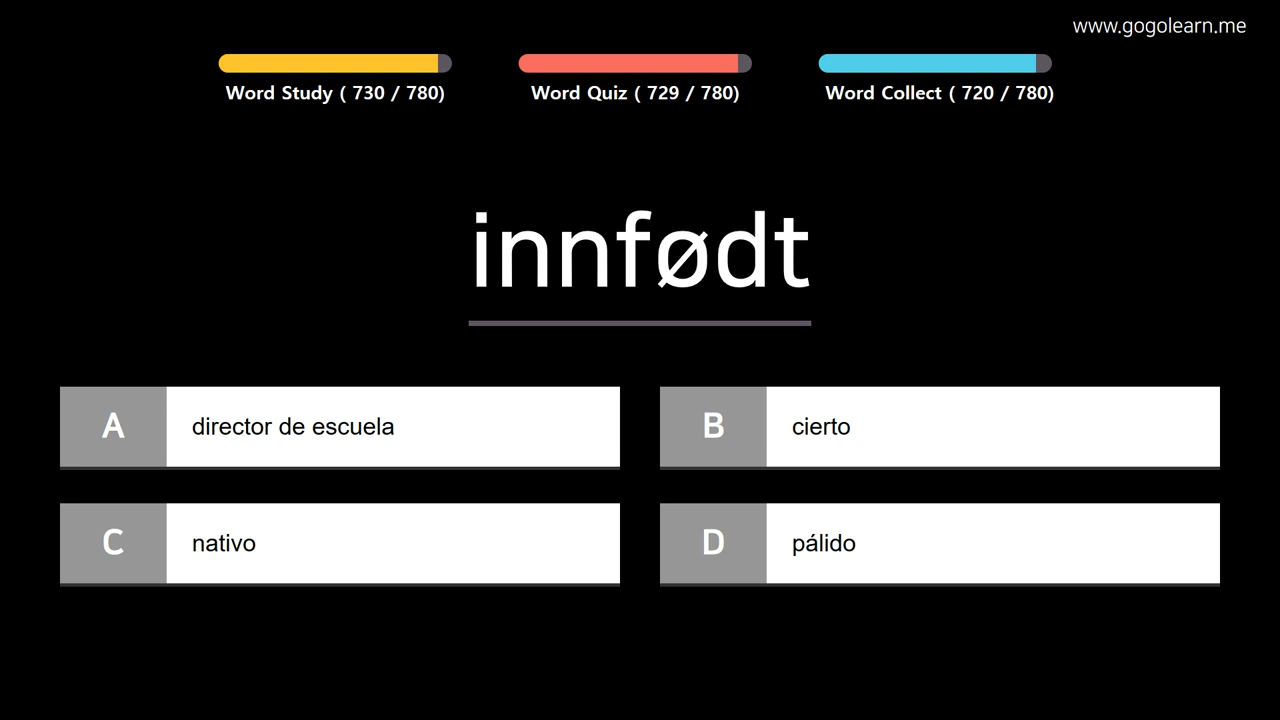 www.gogolearn.me
Word Study ( 730 / 780)
Word Quiz ( 729 / 780)
Word Collect ( 720 / 780)
innfødt
A director de escuela
B cierto
C nativo
D pálido